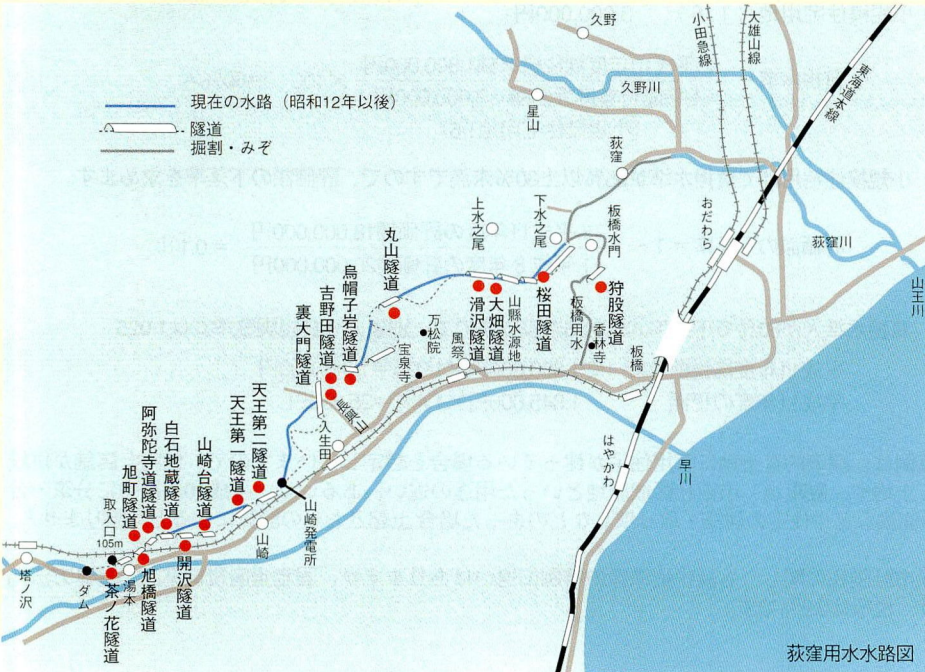 現在の水路（昭和12年以後）
隧道
掘割・みぞ
久野
久野川
星山
荻窪
小田急線
大雄山線
東海道本線
おだわら
荻窪川
山王川
上水之尾
下水之尾
板橋水門
丸山隧道
烏帽子岩隧道
吉野田隧道
裏大門隧道
滑沢隧道
大畑隧道
山縣水源地
桜田隧道
板橋用水
狩股隧道
香林寺
板橋
万松院
宝泉寺
風祭
長興山
入生田
はやかわ
早川
天王第二隧道
天王第一隧道
山崎台隧道
白石地蔵隧道
阿弥陀寺道隧道
旭町隧道
取入口
105m
山崎発電所
山崎
開沢隧道
旭橋隧道
湯本
茶ノ花隧道
ダム
塔ノ沢
荻窪用水水路図